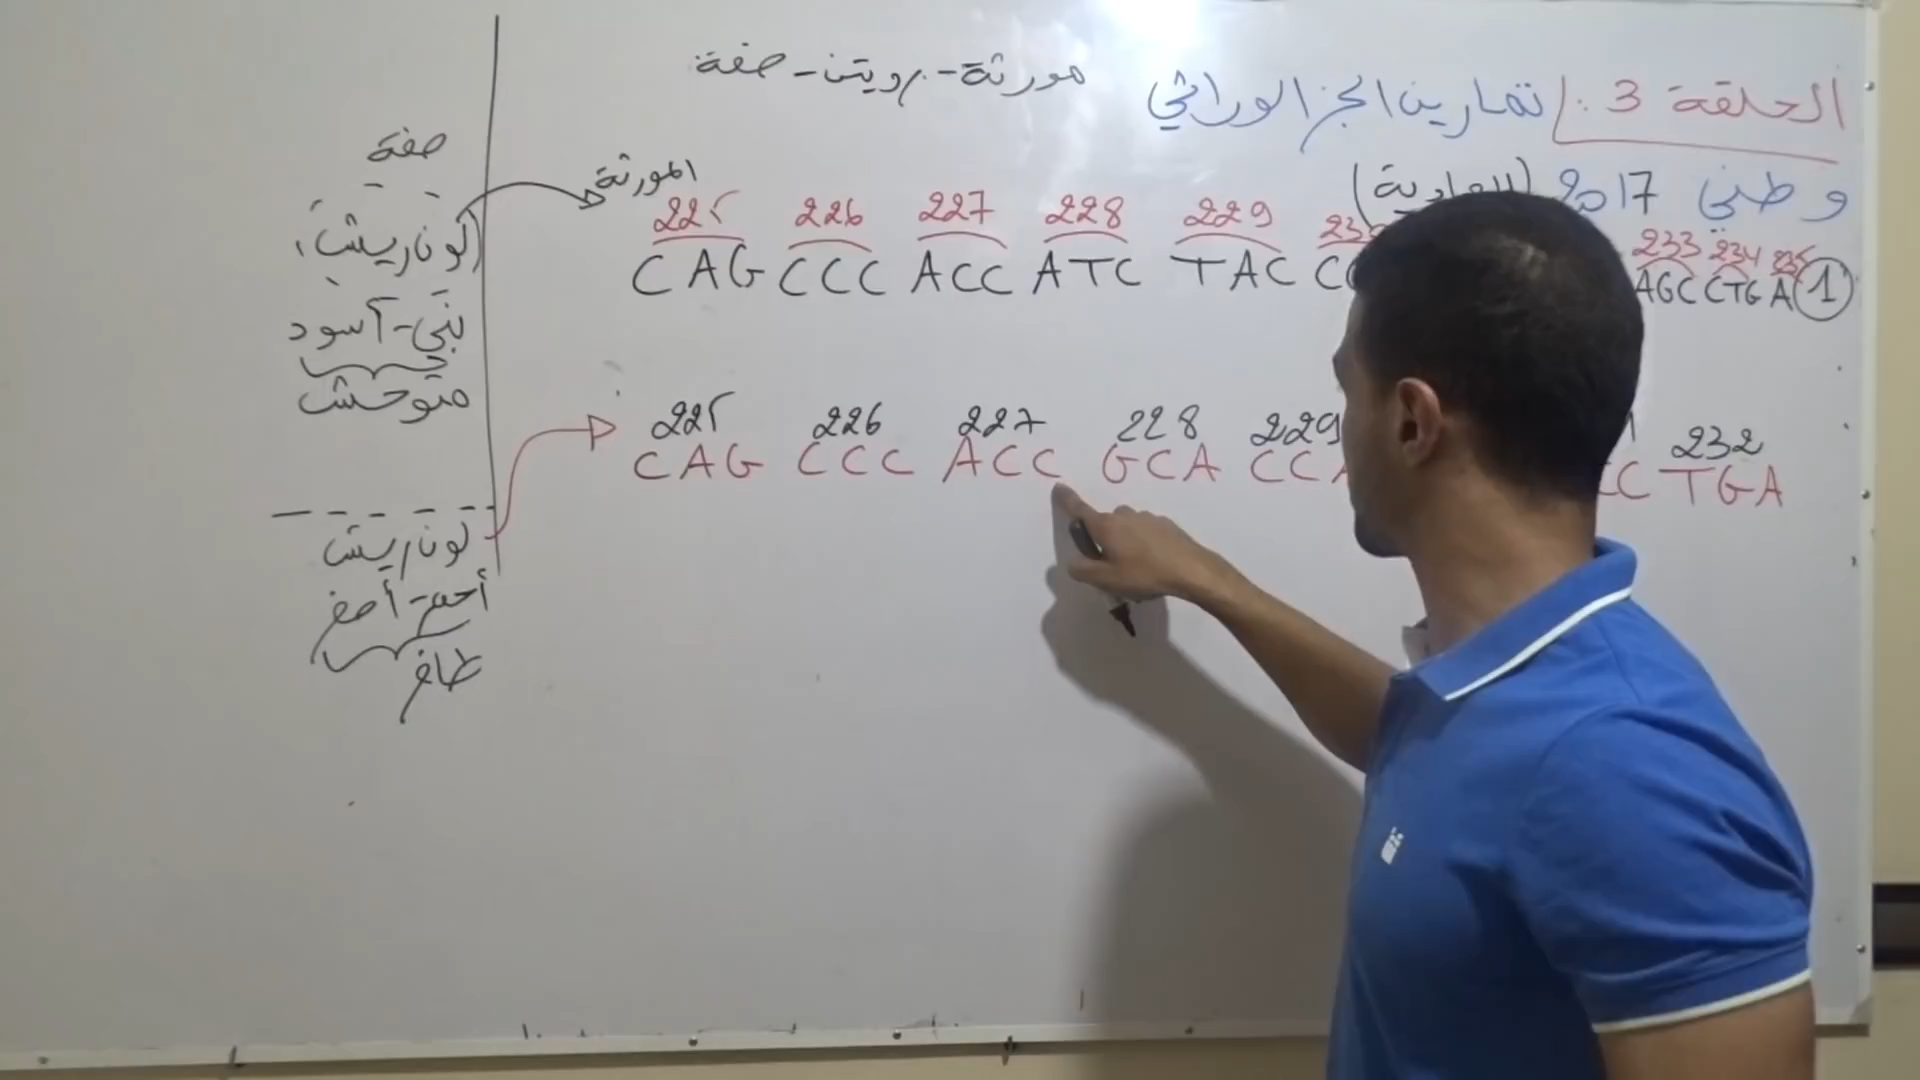 الحلقة 3 : تمارين الجز الوراثي
مورثة - بروتين - صفة
وطني 2017 (العادية)
المورثة
225 226 227 228 229 233 234 235
CAG CCC ACC ATC TAC AGC CTG A 1
225 226 227 228 229 232
CAG CCC ACC GCA CCA TGA
صفة
لون الريش
بني - أسود
متوحش
لون الريش
أحمر - أصفر
طافر